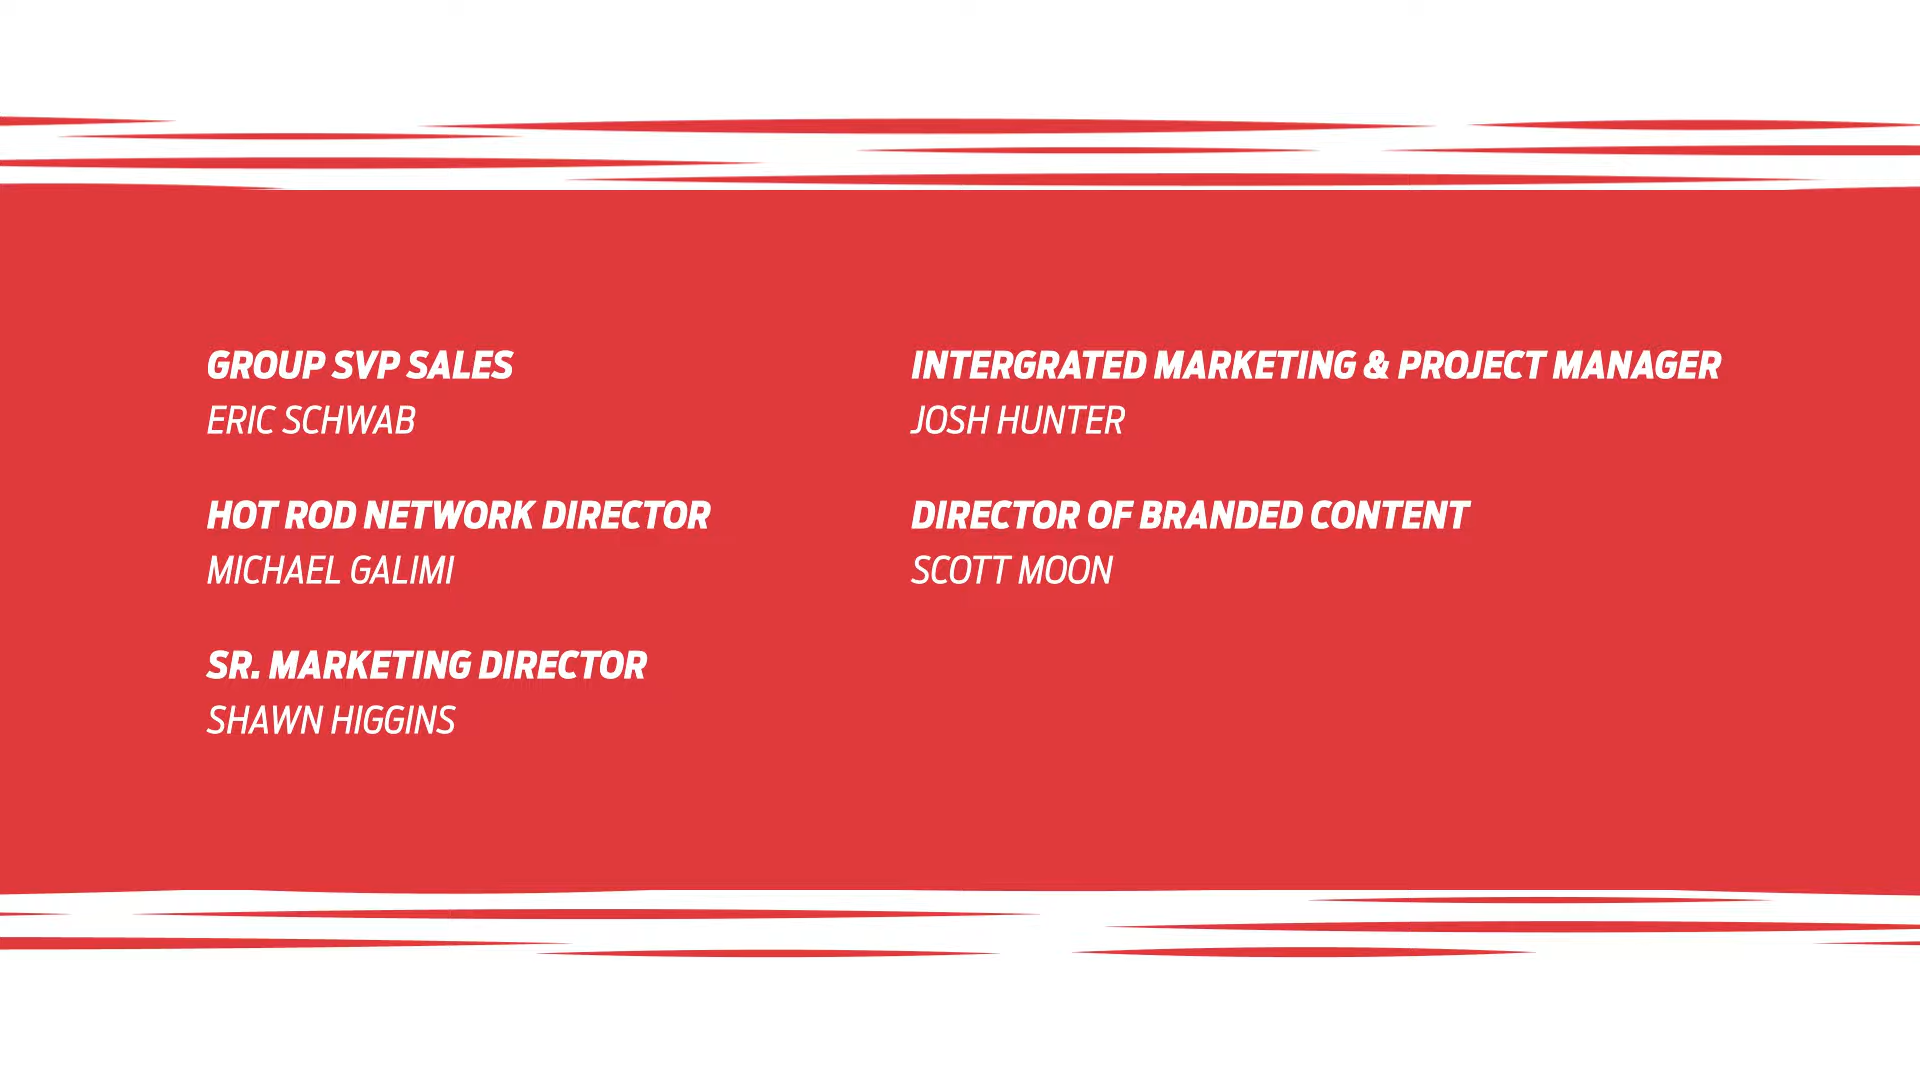 GROUP SVP SALES
ERIC SCHWAB
HOT ROD NETWORK DIRECTOR
MICHAEL GALIMI
SR. MARKETING DIRECTOR
SHAWN HIGGINS
INTERGRATED MARKETING & PROJECT MANAGER
JOSH HUNTER
DIRECTOR OF BRANDED CONTENT
SCOTT MOON